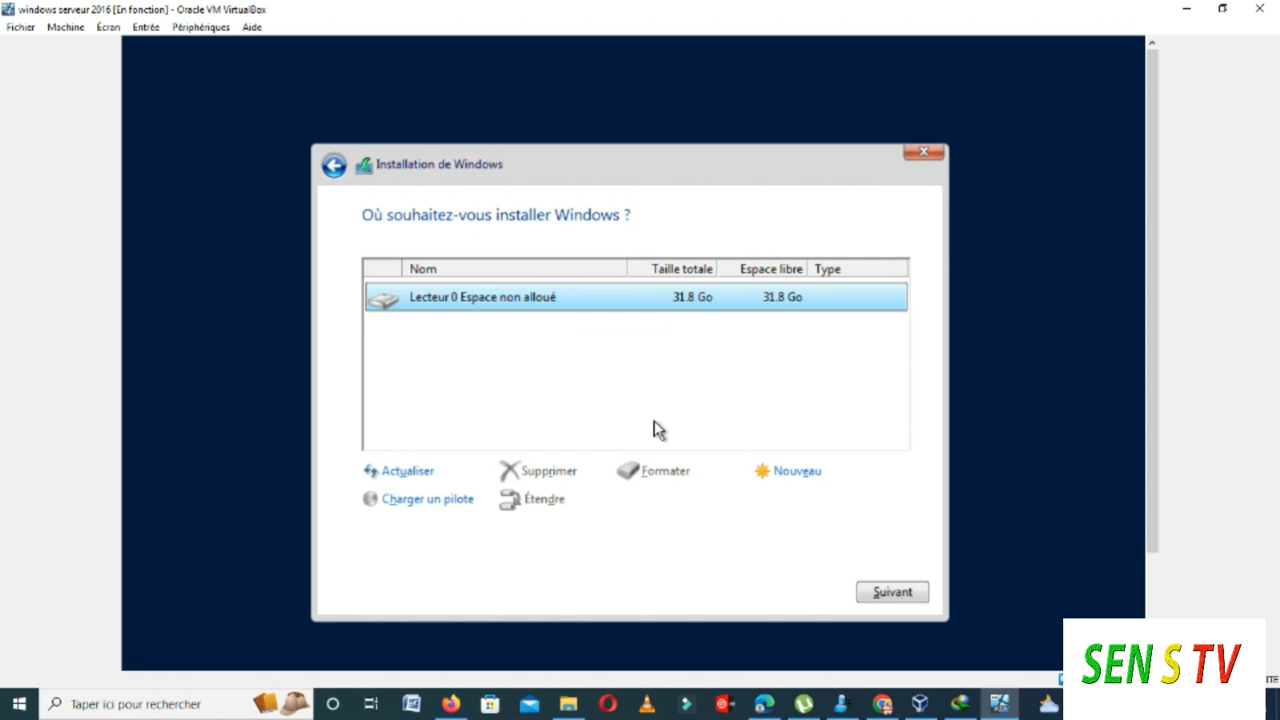 windows serveur 2016 [En fonction] - Oracle VM VirtualBox
Fichier Machine Écran Entrée Périphériques Aide
Installation de Windows
Où souhaitez-vous installer Windows ?
Nom Taille totale Espace libre Type
Lecteur 0 Espace non alloué 31.8 Go 31.8 Go
Actualiser Supprimer Formater Nouveau
Charger un pilote Étendre
Suivant
SEN S TV
Taper ici pour rechercher